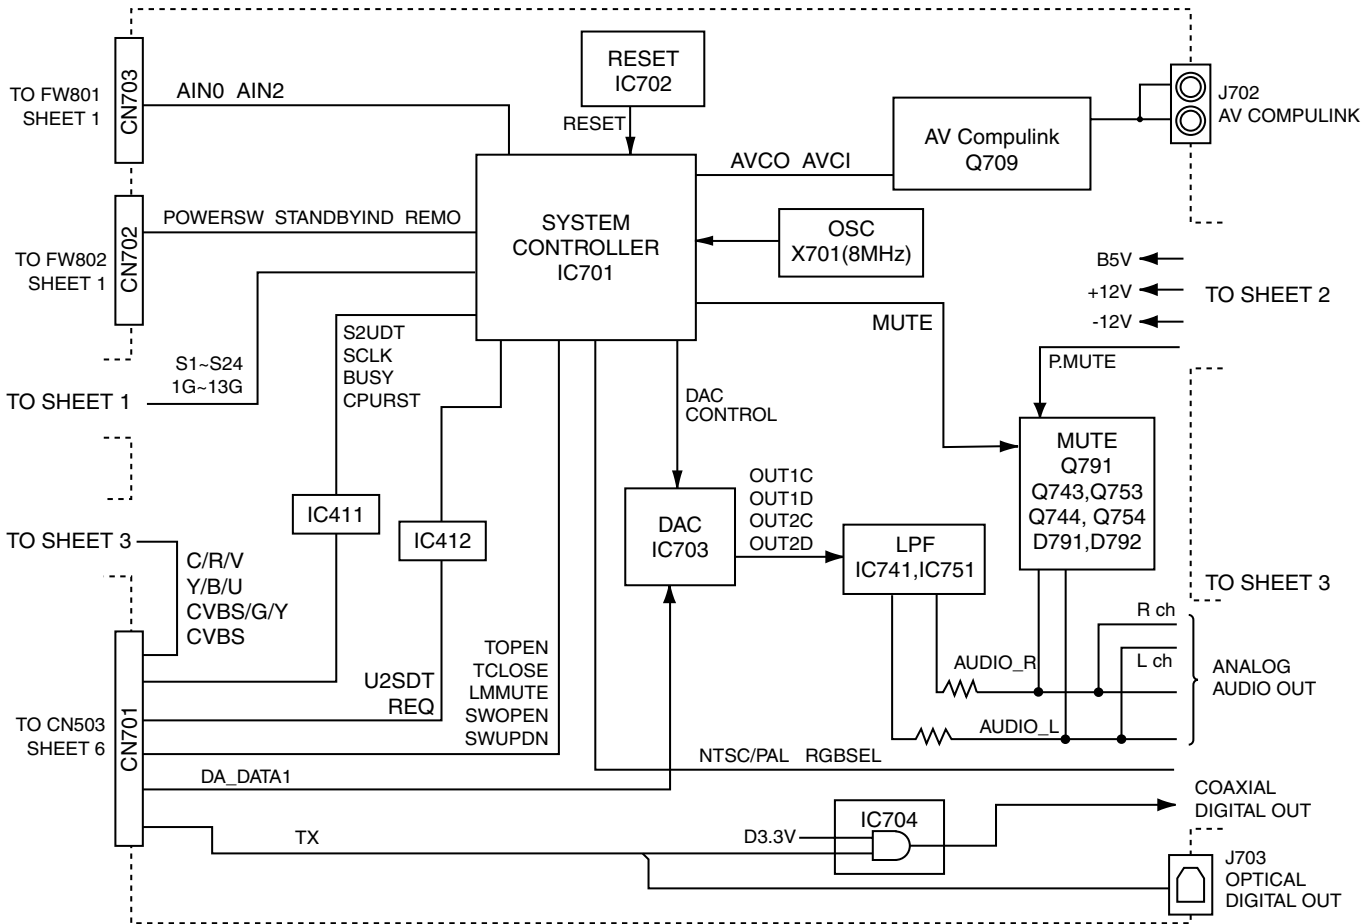 TO FW801
SHEET 1
CN703
AIN0 AIN2
RESET
IC702
RESET
J702
AV COMPULINK
AV Compulink
Q709
AVCO AVCI
TO FW802
SHEET 1
CN702
POWERSW STANDBYIND REMO
SYSTEM
CONTROLLER
IC701
OSC
X701(8MHz)
B5V
+12V
-12V
TO SHEET 2
MUTE
P.MUTE
S1~S24
1G~13G
TO SHEET 1
S2UDT
SCLK
BUSY
CPURST
DAC
CONTROL
MUTE
Q791
Q743,Q753
Q744, Q754
D791,D792
IC411
IC412
OUT1C
OUT1D
OUT2C
OUT2D
DAC
IC703
LPF
IC741,IC751
TO SHEET 3
TO SHEET 3
C/R/V
Y/B/U
CVBS/G/Y
CVBS
R ch
L ch
ANALOG
AUDIO OUT
AUDIO_R
AUDIO_L
TO CN503
SHEET 6
CN701
U2SDT
REQ
TOPEN
TCLOSE
LMMUTE
SWOPEN
SWUPDN
NTSC/PAL RGBSEL
DA_DATA1
COAXIAL
DIGITAL OUT
TX
D3.3V
IC704
J703
OPTICAL
DIGITAL OUT